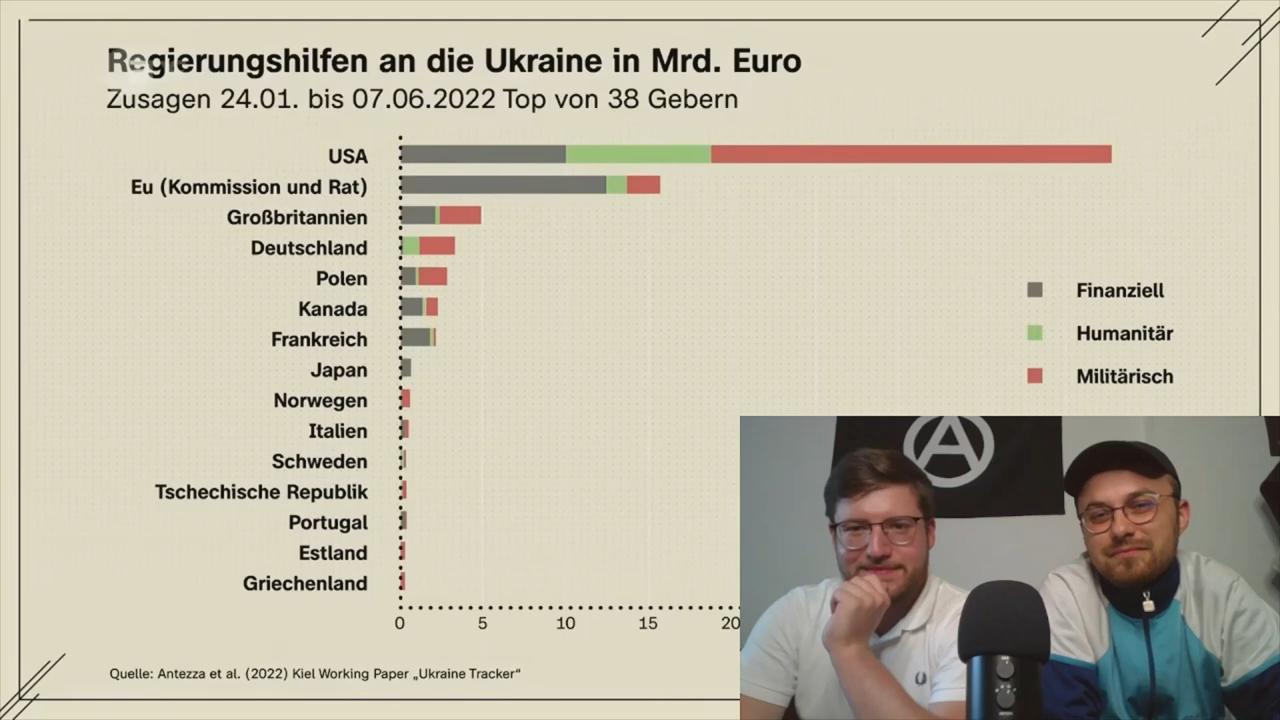 Regierungshilfen an die Ukraine in Mrd. Euro
Zusagen 24.01. bis 07.06.2022 Top von 38 Gebern
USA
Eu (Kommission und Rat)
Großbritannien
Deutschland
Polen
Kanada
Frankreich
Japan
Norwegen
Italien
Schweden
Tschechische Republik
Portugal
Estland
Griechenland
Finanziell
Humanitär
Militärisch
0 5 10 15 20
Quelle: Antezza et al. (2022) Kiel Working Paper „Ukraine Tracker“